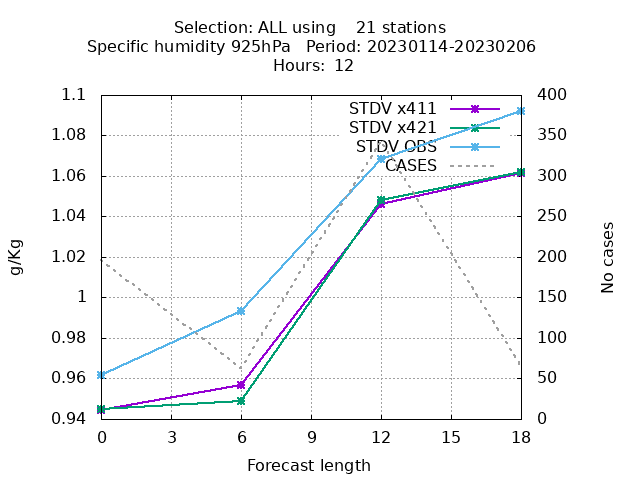 Selection: ALL using    21 stations
Specific humidity 925hPa   Period: 20230114-20230206
Hours:  12
1.1
1.08
1.06
1.04
1.02
1
0.98
0.96
0.94
400
350
300
250
200
150
100
50
0
STDV x411
STDV x421
STDV OBS
CASES
g/Kg
No cases
0 3 6 9 12 15 18
Forecast length